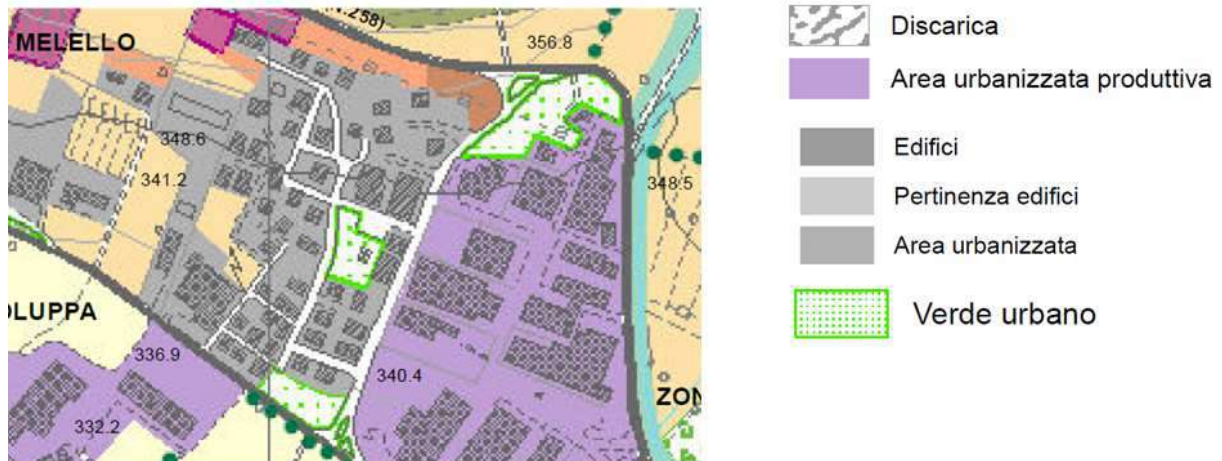 N.258)
MELELLO
356.8
348.6
341.2
348.5
OLUPPA
336.9
340.4
332.2
ZON
Discarica
Area urbanizzata produttiva
Edifici
Pertinenza edifici
Area urbanizzata
Verde urbano